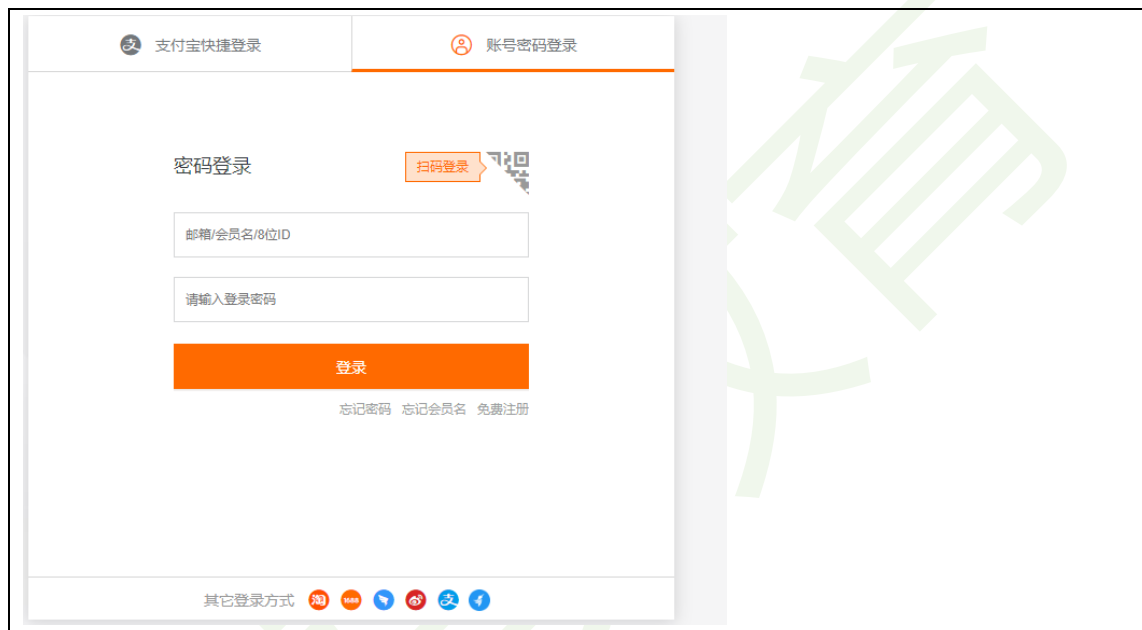 支付宝快捷登录
账号密码登录
密码登录
扫码登录
邮箱/会员名/8位ID
请输入登录密码
登录
忘记密码 忘记会员名 免费注册
其它登录方式 淘 1688 支